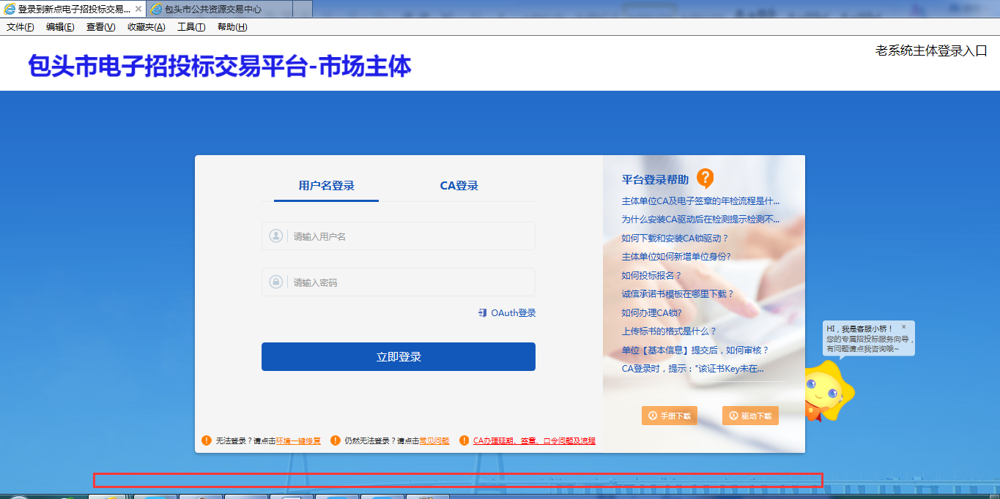 登录到新点电子招投标交易...
包头市公共资源交易中心
文件(F) 编辑(E) 查看(V) 收藏夹(A) 工具(T) 帮助(H)
包头市电子招投标交易平台-市场主体
老系统主体登录入口
用户名登录
CA登录
请输入用户名
请输入密码
OAuth登录
立即登录
无法登录？请点击环境一键修复
仍然无法登录？请点击常见问题
CA办理延期、签章、口令问题及流程
平台登录帮助
主体单位CA及电子签章的年检流程是什...
为什么安装CA驱动后在检测提示检测不...
如何下载和安装CA锁驱动？
主体单位如何新增单位身份?
如何投标报名？
诚信承诺书模板在哪里下载？
如何办理CA锁?
上传标书的格式是什么？
单位【基本信息】提交后，如何审核？
CA登录时，提示："该证书Key未在...
手册下载
驱动下载
HI，我是客服小桥！
您的专属招投标服务向导，
有问题请点我咨询哦~